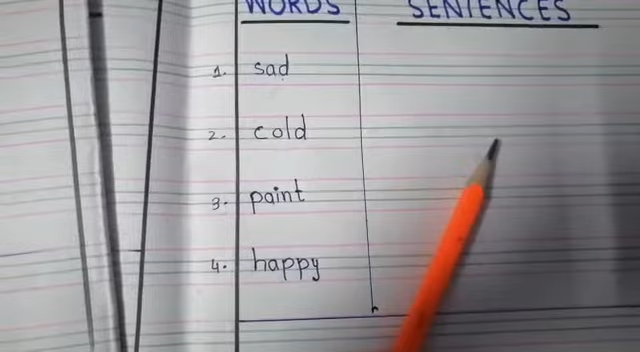 WORDS SENTENCES
1. sad
2. cold
3. paint
4. happy